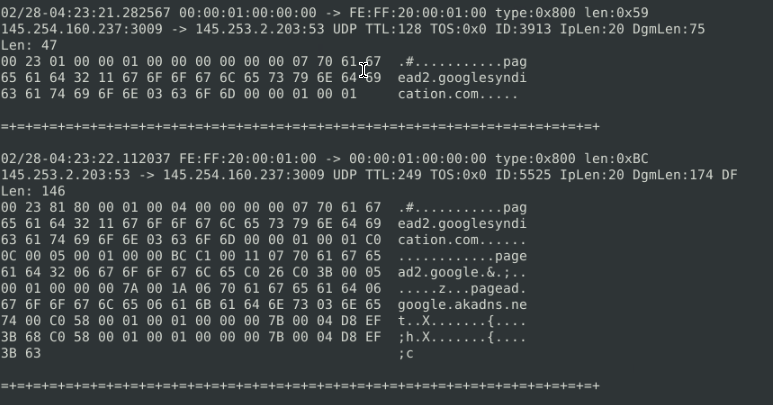 02/28-04:23:21.282567 00:00:01:00:00:00 -> FE:FF:20:00:01:00 type:0x800 len:0x59
145.254.160.237:3009 -> 145.253.2.203:53 UDP TTL:128 TOS:0x0 ID:3913 IpLen:20 DgmLen:75
Len: 47
00 23 01 00 00 01 00 00 00 00 00 00 07 70 61 67  .#...........pag
65 61 64 32 11 67 6F 6F 67 6C 65 73 79 6E 64 69  ead2.googlesyndi
63 61 74 69 6F 6E 03 63 6F 6D 00 00 01 00 01     cation.com.....
=+=+=+=+=+=+=+=+=+=+=+=+=+=+=+=+=+=+=+=+=+=+=+=+=+=+=+=+=+=+=+=+=+=+=+=+=+
02/28-04:23:22.112037 FE:FF:20:00:01:00 -> 00:00:01:00:00:00 type:0x800 len:0xBC
145.253.2.203:53 -> 145.254.160.237:3009 UDP TTL:249 TOS:0x0 ID:5525 IpLen:20 DgmLen:174 DF
Len: 146
00 23 81 80 00 01 00 04 00 00 00 00 07 70 61 67  .#...........pag
65 61 64 32 11 67 6F 6F 67 6C 65 73 79 6E 64 69  ead2.googlesyndi
63 61 74 69 6F 6E 03 63 6F 6D 00 00 01 00 01 C0  cation.com......
0C 00 05 00 01 00 00 BC C1 00 11 07 70 61 67 65  ............page
61 64 32 06 67 6F 6F 67 6C 65 C0 26 C0 3B 00 05  ad2.google.&.;..
00 01 00 00 00 7A 00 1A 06 70 61 67 65 61 64 06  .....z...pagead.
67 6F 6F 67 6C 65 06 61 6B 61 64 6E 73 03 6E 65  google.akadns.ne
74 00 C0 58 00 01 00 01 00 00 00 7B 00 04 D8 EF  t..X.......{....
3B 68 C0 58 00 01 00 01 00 00 00 7B 00 04 D8 EF  ;h.X.......{....
3B 63                                            ;c
=+=+=+=+=+=+=+=+=+=+=+=+=+=+=+=+=+=+=+=+=+=+=+=+=+=+=+=+=+=+=+=+=+=+=+=+=+